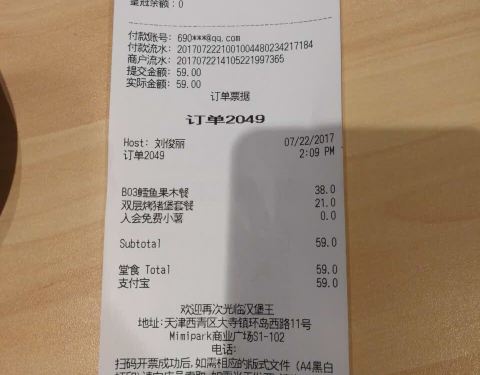 皇冠余额：0
付款账号: 690***@qq.com
付款流水: 2017072221001004480234217184
商户流水: 2017072214105221997365
提交金额: 59.00
实际金额: 59.00
订单票据
订单2049
Host: 刘俊丽 07/22/2017
订单2049 2:09 PM
B03鳕鱼果木餐 38.0
双层烤猪堡套餐 21.0
入会免费小薯 0.0
Subtotal 59.0
堂食 Total 59.0
支付宝 59.0
欢迎再次光临汉堡王
地址:天津西青区大寺镇环岛西路11号
Mimipark商业广场S1-102
电话:
扫码开票成功后,如需相应的版式文件 (A4黑白